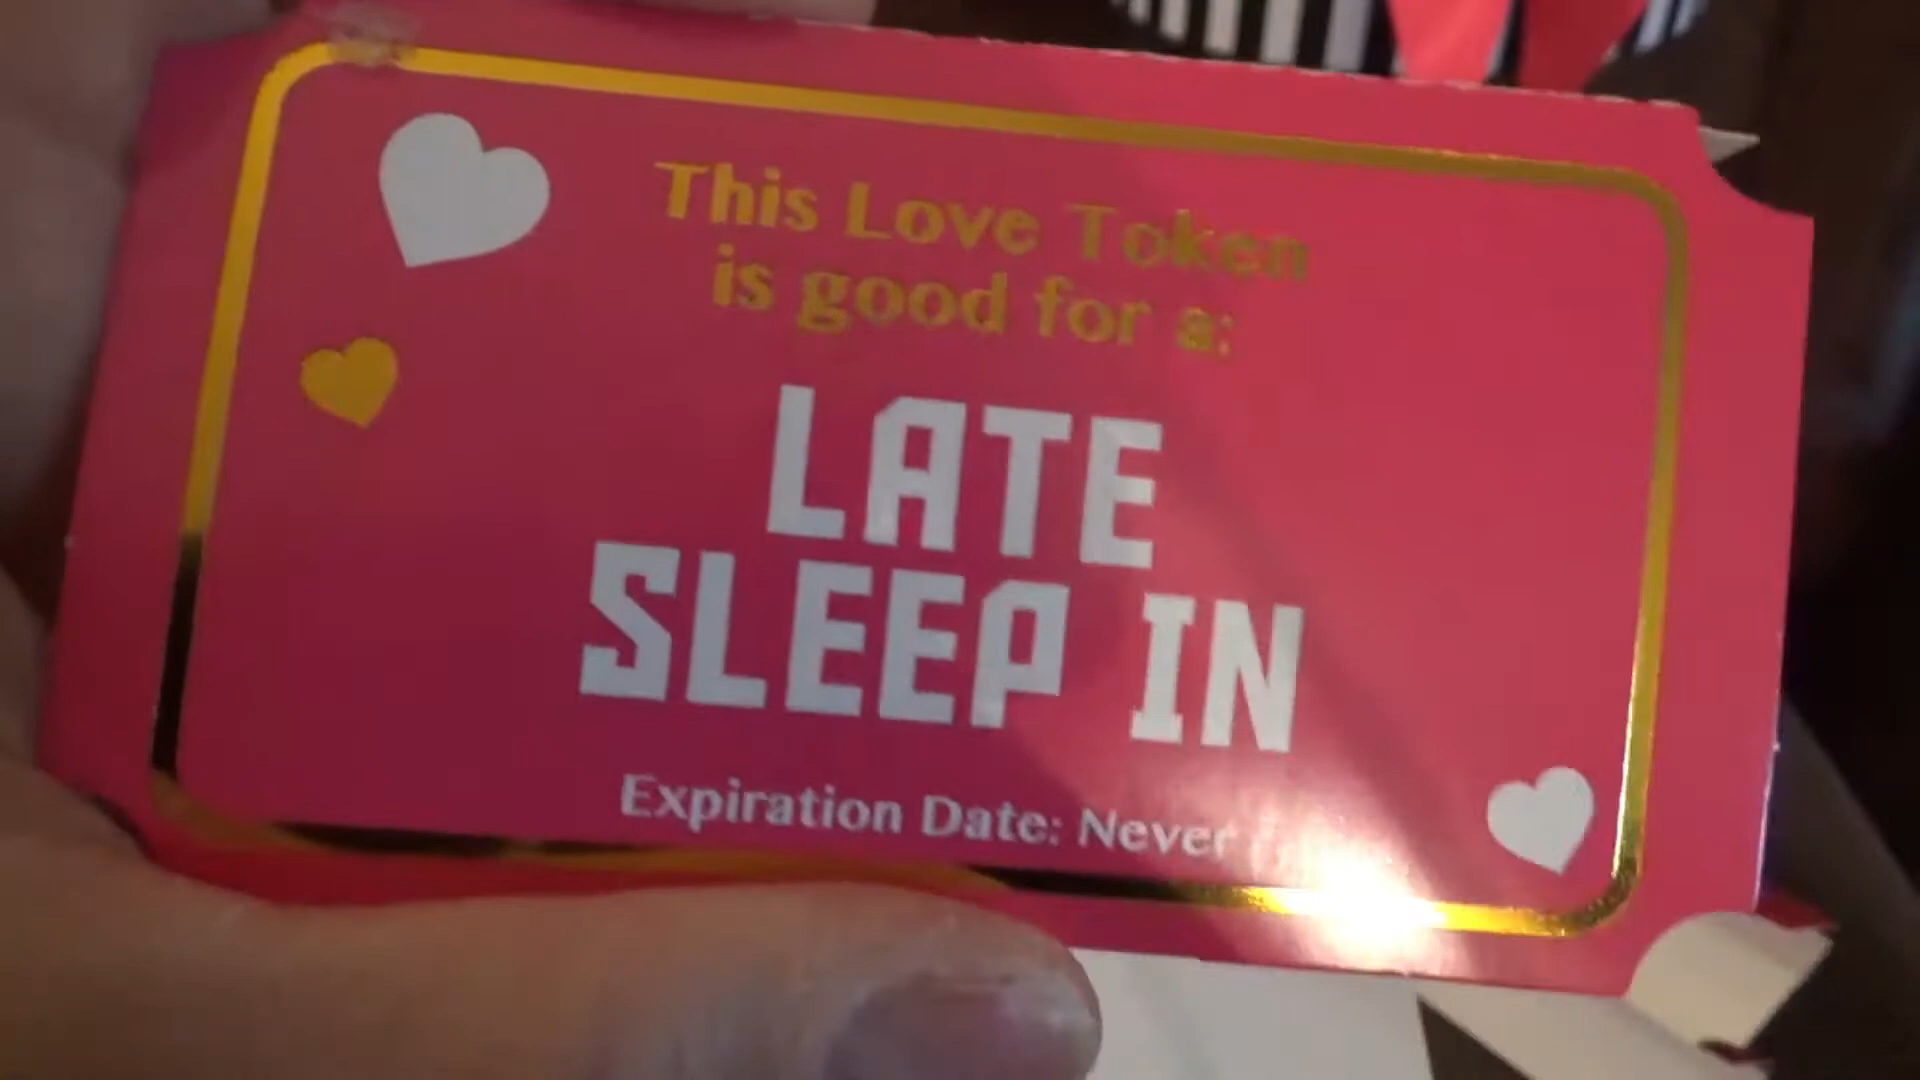 This Love Token
is good for a:
LATE
SLEEP IN
Expiration Date: Never